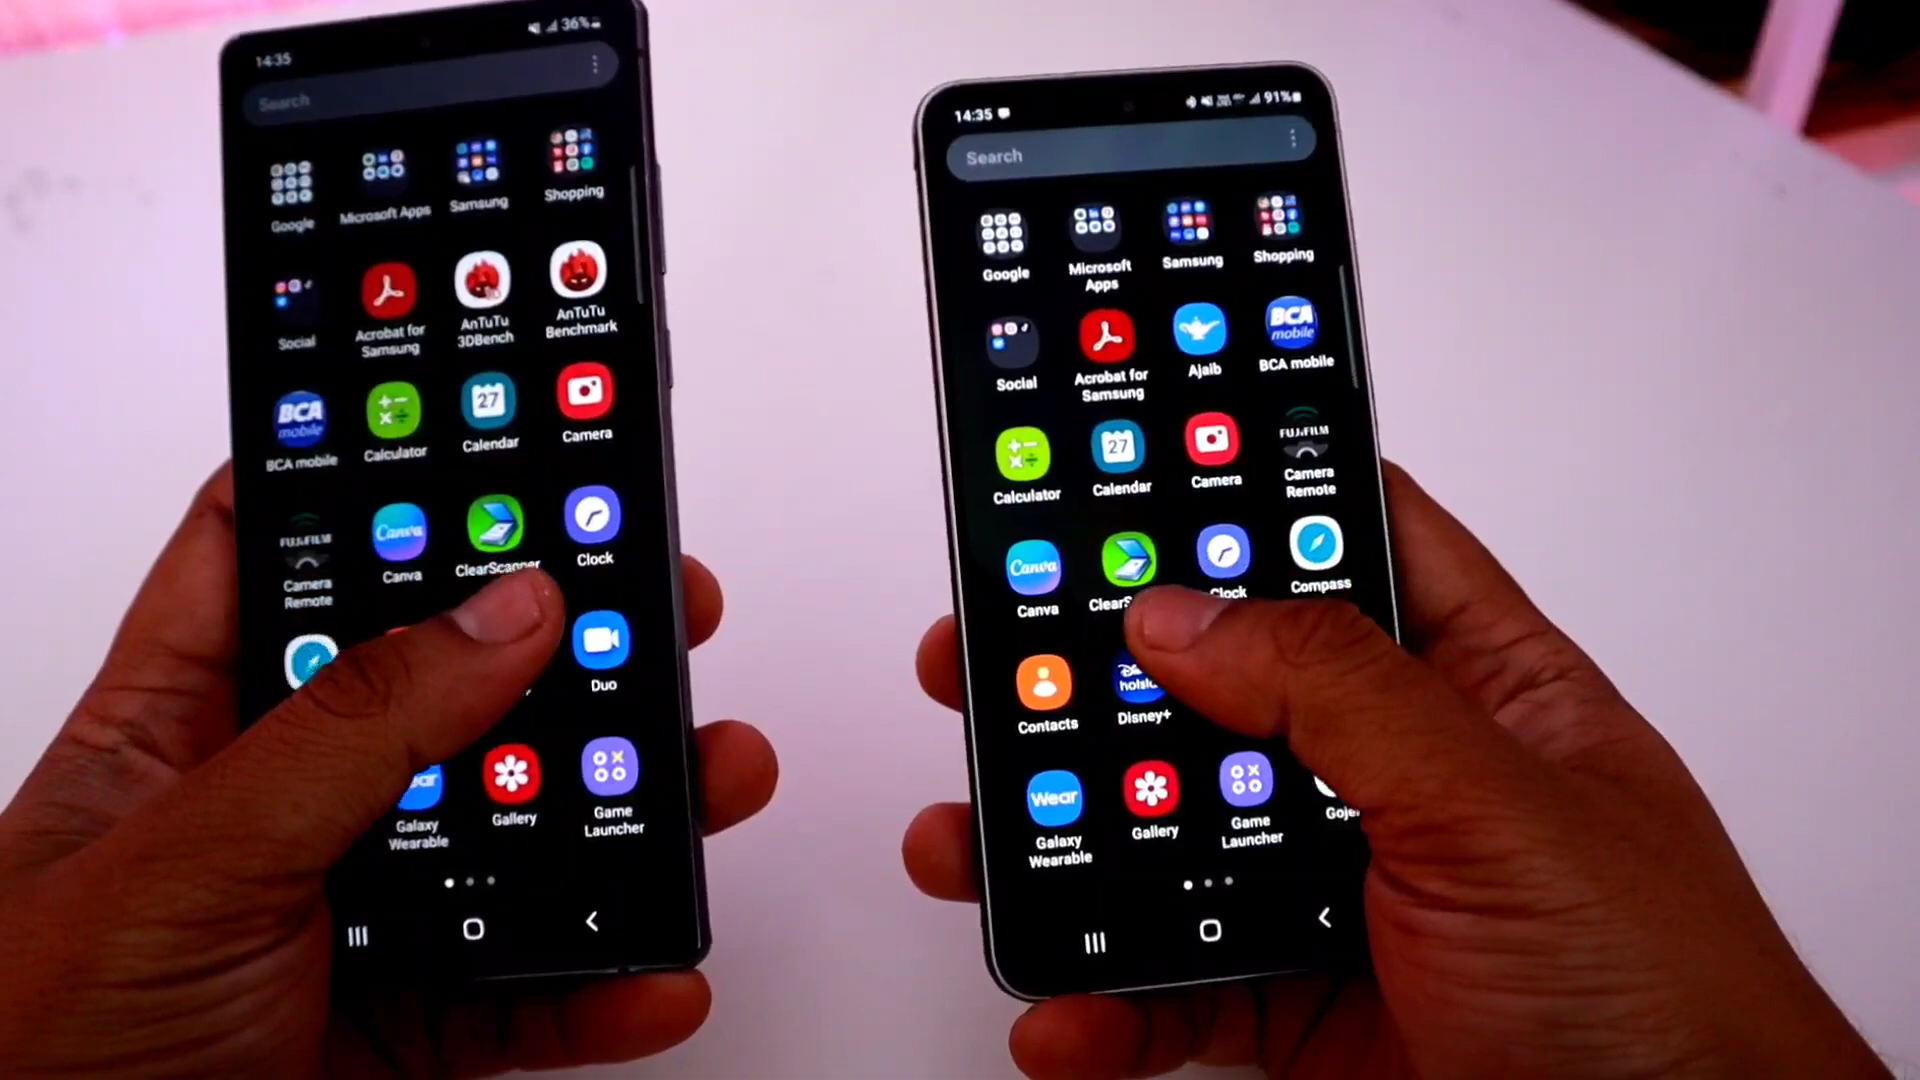 14:35
36%
Search
Google
Microsoft Apps
Samsung
Shopping
Social
Acrobat for
Samsung
AnTuTu
3DBench
AnTuTu
Benchmark
BCA
mobile
BCA mobile
Calculator
27
Calendar
Camera
FUJIFILM
Camera
Remote
Canva
Canva
ClearScanner
Clock
Duo
Galaxy
Wearable
Gallery
Game
Launcher
14:35
91%
Search
Google
Microsoft
Apps
Samsung
Shopping
Social
Acrobat for
Samsung
Ajaib
BCA
mobile
BCA mobile
Calculator
27
Calendar
Camera
FUJIFILM
Camera
Remote
Canva
Canva
ClearS
Clock
Compass
Contacts
Disney+
Wear
Galaxy
Wearable
Gallery
Game
Launcher
Goje